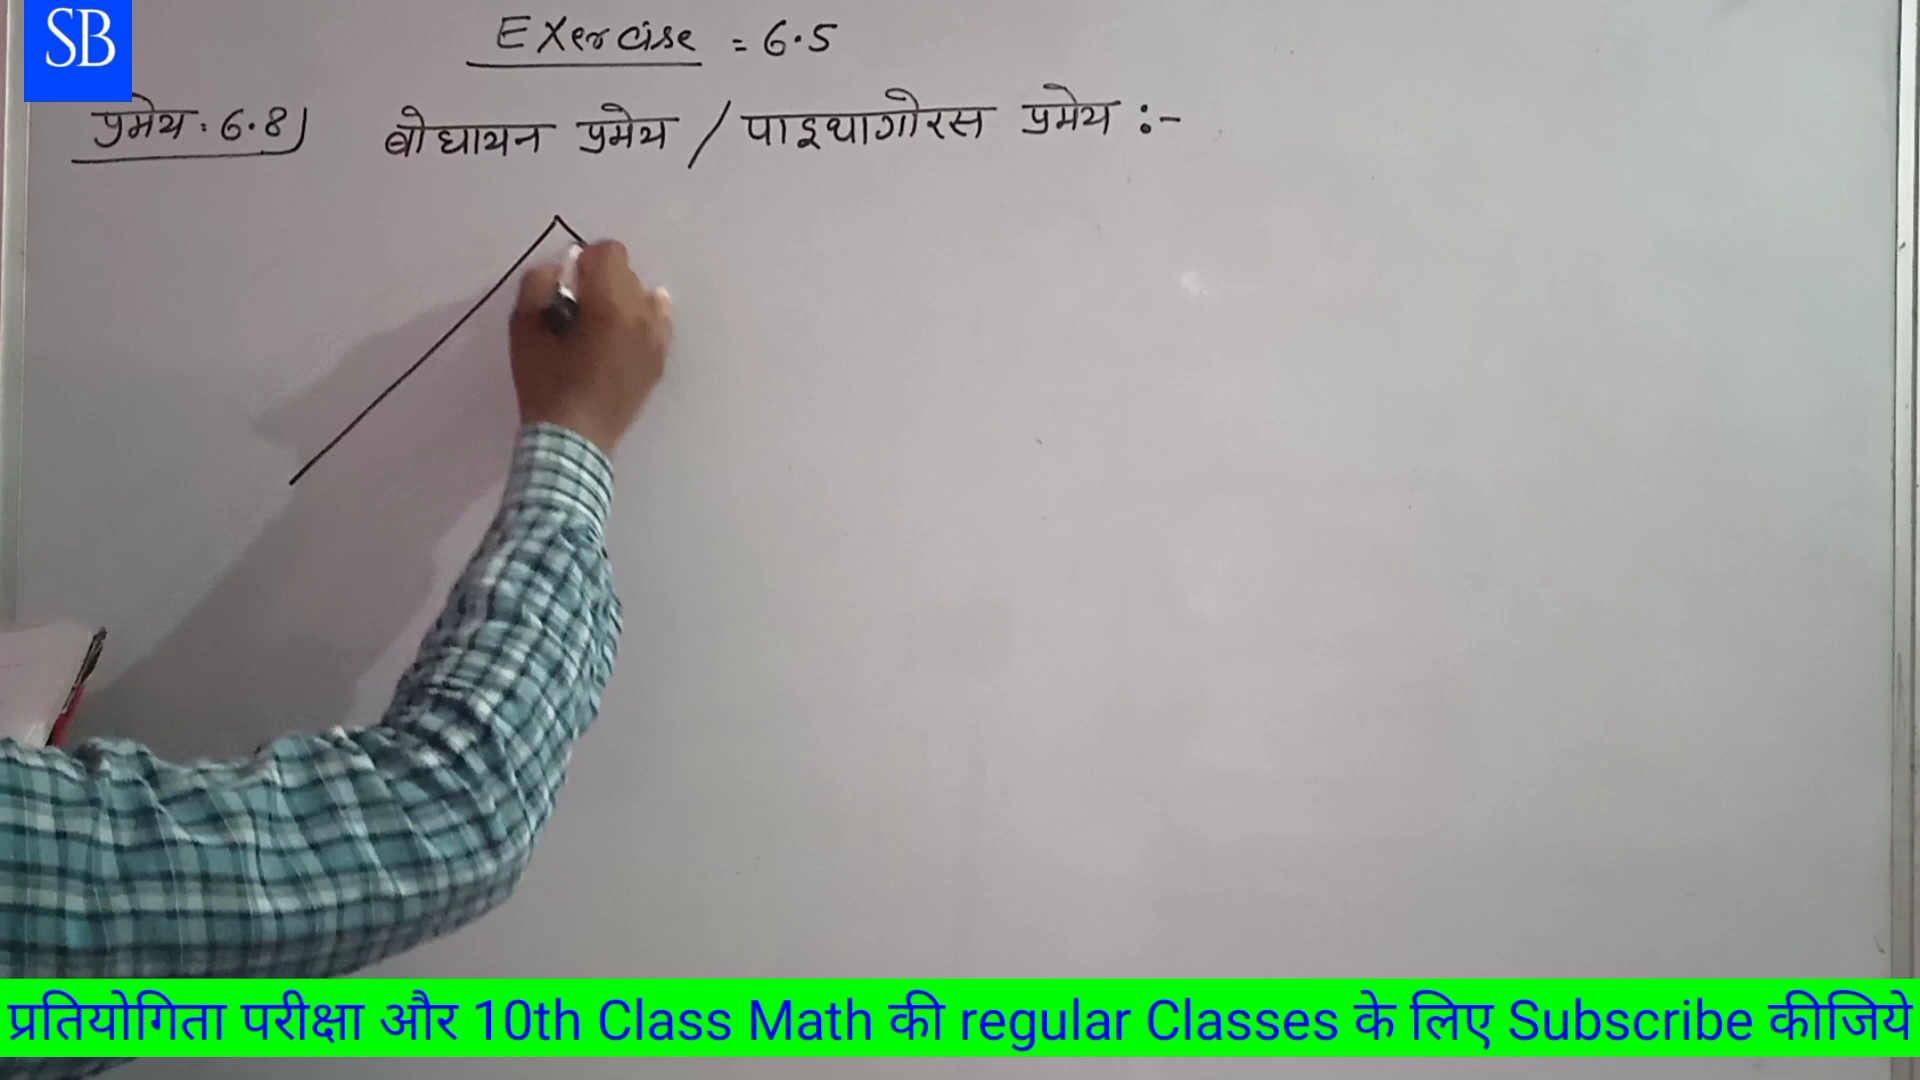 SB
Exercise = 6.5
प्रमेय: 6.8) बोधायन प्रमेय / पाइथागोरस प्रमेय :-
प्रतियोगिता परीक्षा और 10th Class Math की regular Classes के लिए Subscribe कीजिये